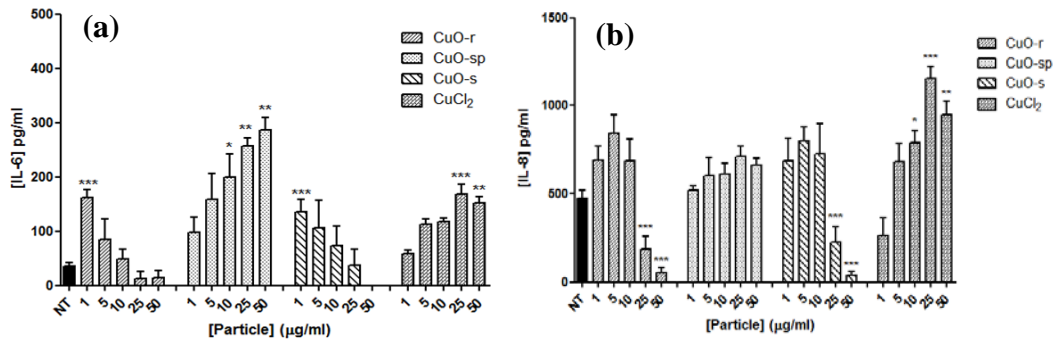 (a)
[IL-6] pg/ml
500
400
300
200
100
0
*** * ** ** *** *** **
NT 1 5 10 25 50 1 5 10 25 50 1 5 10 25 50 1 5 10 25 50
[Particle] (µg/ml)
CuO-r
CuO-sp
CuO-s
CuCl₂
(b)
[IL-8] pg/ml
1500
1000
500
0
*** *** *** *** * *** **
NT 1 5 10 25 50 1 5 10 25 50 1 5 10 25 50 1 5 10 25 50
[Particle] (µg/ml)
CuO-r
CuO-sp
CuO-s
CuCl₂